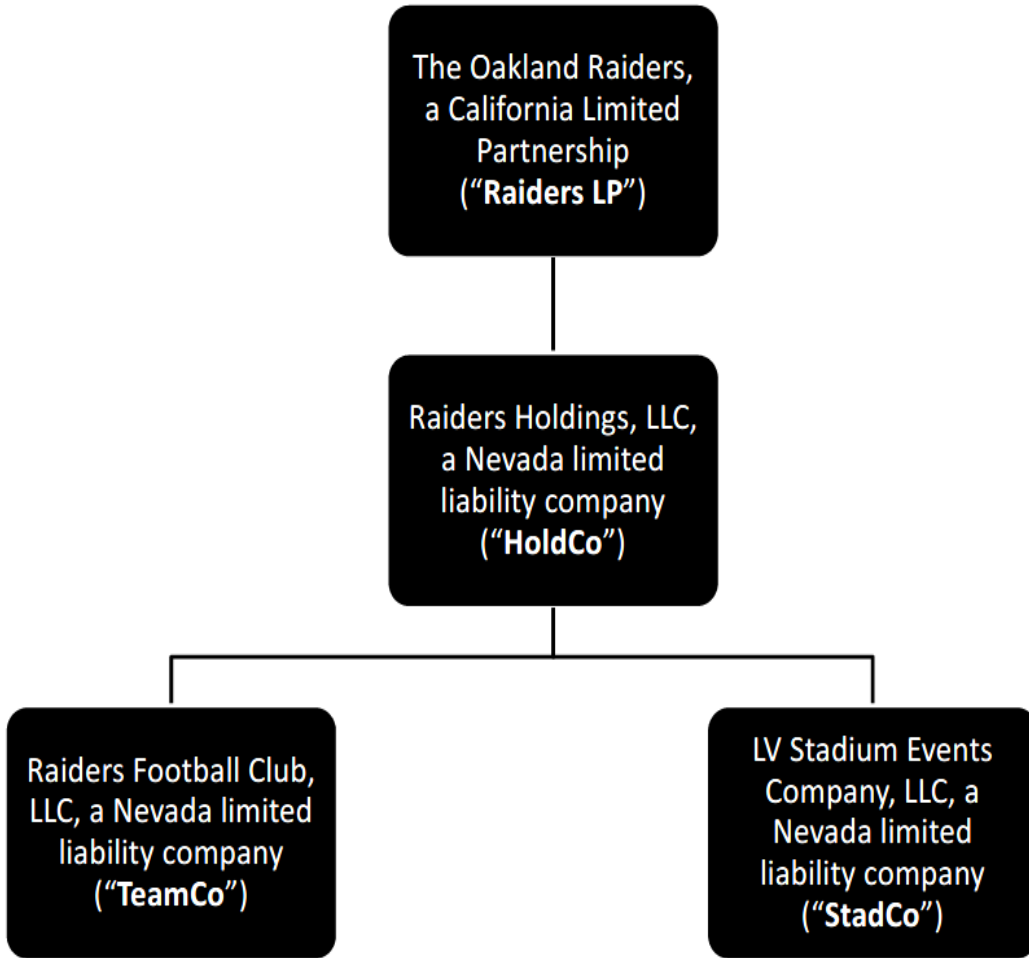 The Oakland Raiders,
a California Limited
Partnership
(“Raiders LP”)
Raiders Holdings, LLC,
a Nevada limited
liability company
(“HoldCo”)
Raiders Football Club,
LLC, a Nevada limited
liability company
(“TeamCo”)
LV Stadium Events
Company, LLC, a
Nevada limited
liability company
(“StadCo”)